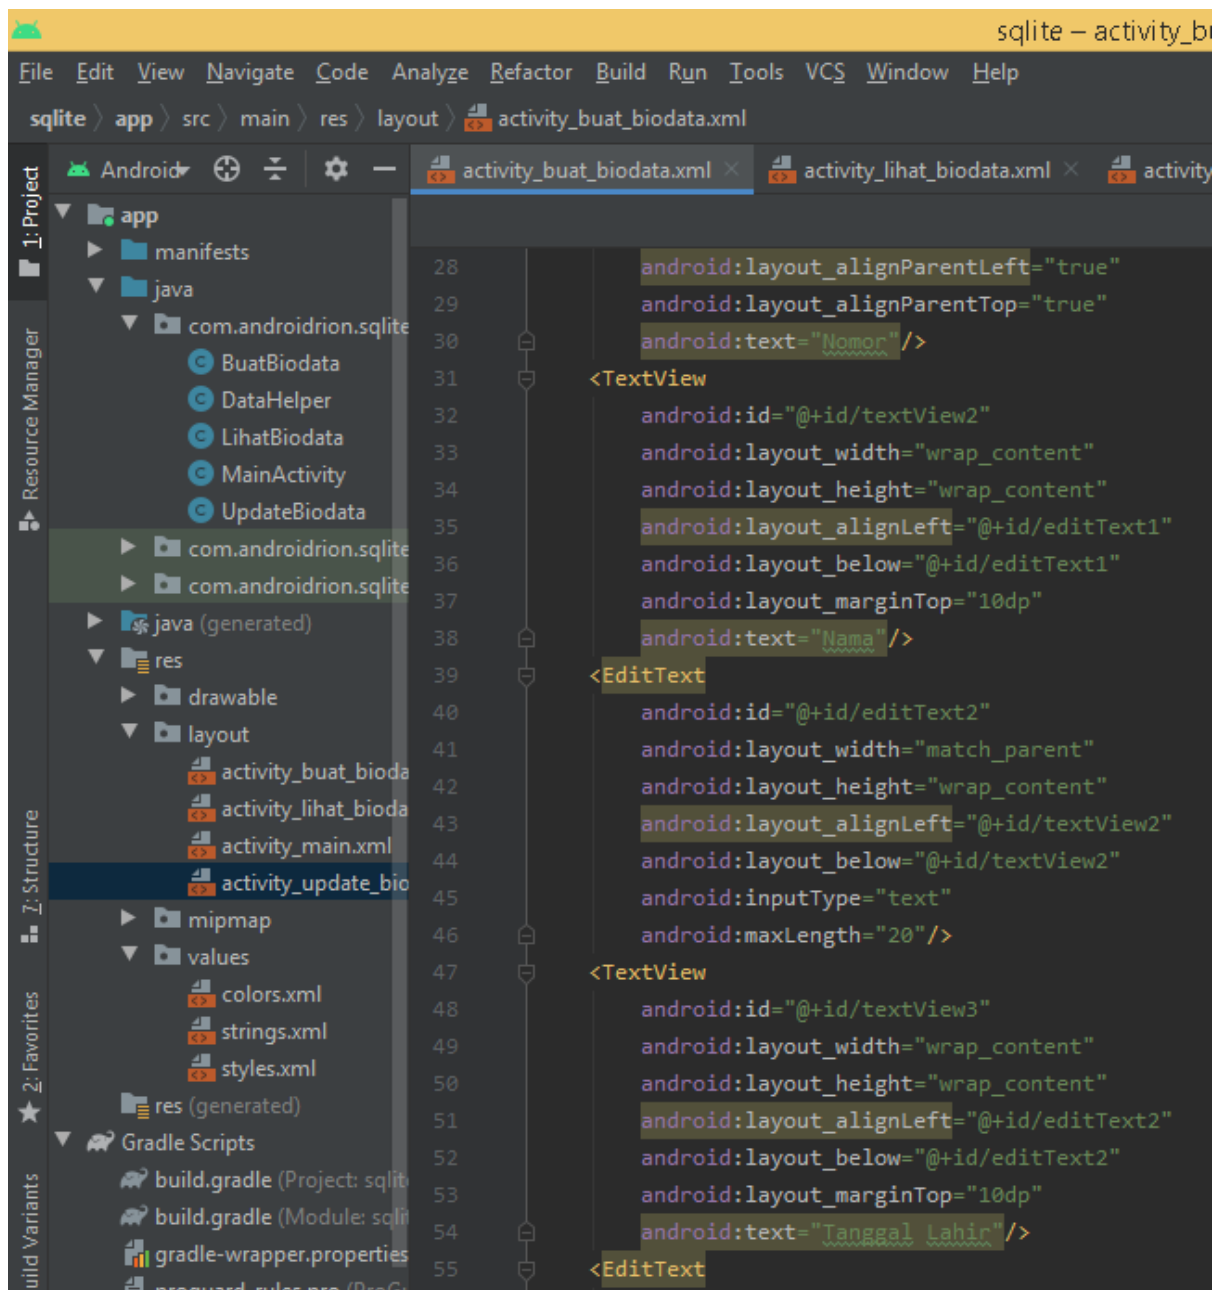 sqlite – activity_bu
File Edit View Navigate Code Analyze Refactor Build Run Tools VCS Window Help
sqlite app src main res layout activity_buat_biodata.xml
1: Project
Resource Manager
7: Structure
2: Favorites
uild Variants
Android
app
manifests
java
com.androidrion.sqlite
BuatBiodata
DataHelper
LihatBiodata
MainActivity
UpdateBiodata
com.androidrion.sqlite
com.androidrion.sqlite
java (generated)
res
drawable
layout
activity_buat_bioda
activity_lihat_bioda
activity_main.xml
activity_update_bio
mipmap
values
colors.xml
strings.xml
styles.xml
res (generated)
Gradle Scripts
build.gradle (Project: sqlit
build.gradle (Module: sqlit
gradle-wrapper.properties
proguard-rules.pro (ProG
activity_buat_biodata.xml activity_lihat_biodata.xml activity
28 android:layout_alignParentLeft="true"
29 android:layout_alignParentTop="true"
30 android:text="Nomor"/>
31 <TextView
32 android:id="@+id/textView2"
33 android:layout_width="wrap_content"
34 android:layout_height="wrap_content"
35 android:layout_alignLeft="@+id/editText1"
36 android:layout_below="@+id/editText1"
37 android:layout_marginTop="10dp"
38 android:text="Nama"/>
39 <EditText
40 android:id="@+id/editText2"
41 android:layout_width="match_parent"
42 android:layout_height="wrap_content"
43 android:layout_alignLeft="@+id/textView2"
44 android:layout_below="@+id/textView2"
45 android:inputType="text"
46 android:maxLength="20"/>
47 <TextView
48 android:id="@+id/textView3"
49 android:layout_width="wrap_content"
50 android:layout_height="wrap_content"
51 android:layout_alignLeft="@+id/editText2"
52 android:layout_below="@+id/editText2"
53 android:layout_marginTop="10dp"
54 android:text="Tanggal Lahir"/>
55 <EditText